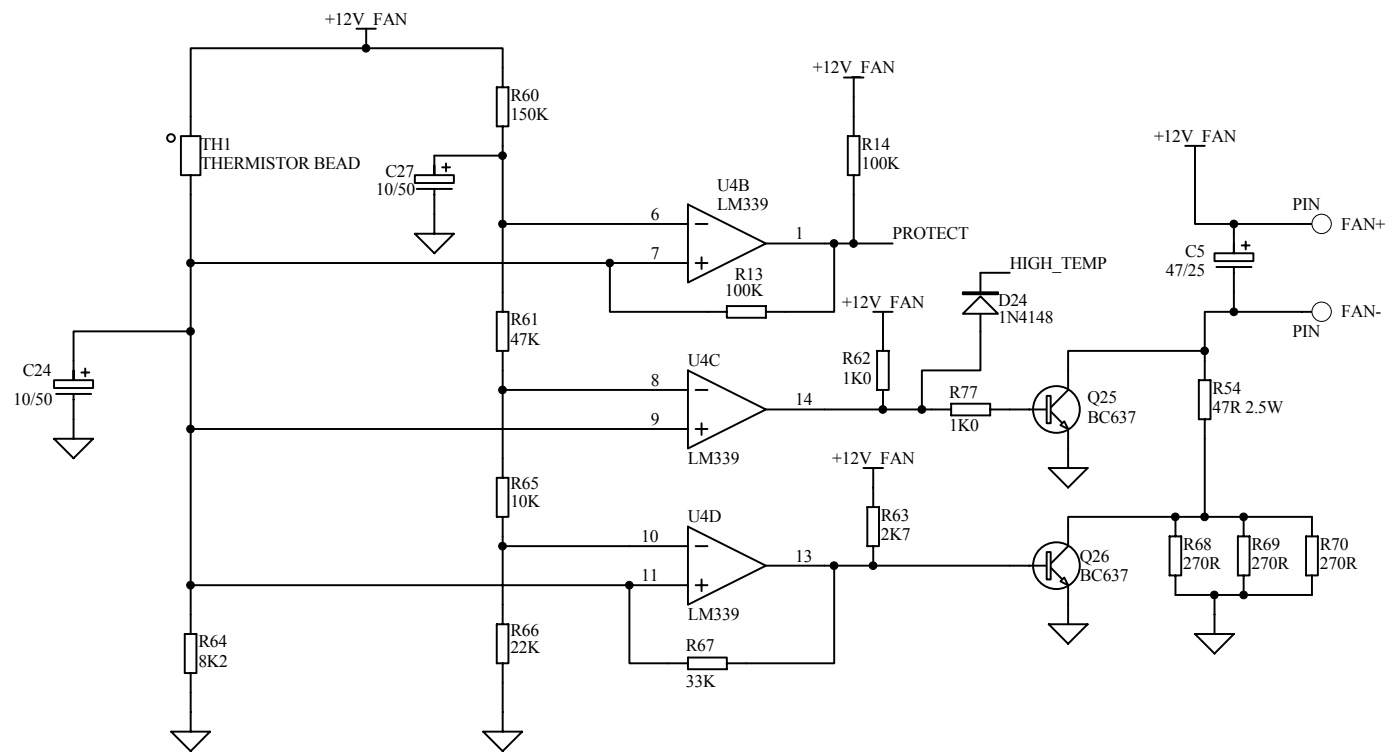 +12V_FAN
R60
150K
TH1
THERMISTOR BEAD
C27
10/50
+
+12V_FAN
R14
100K
U4B
LM339
6
7
1
PROTECT
R13
100K
+12V_FAN
PIN
FAN+
C5
47/25
+
FAN-
PIN
HIGH_TEMP
D24
1N4148
+12V_FAN
R62
1K0
R61
47K
C24
10/50
+
U4C
LM339
8
9
14
R77
1K0
Q25
BC637
R54
47R 2.5W
+12V_FAN
R63
2K7
R65
10K
U4D
LM339
10
11
13
Q26
BC637
R68
270R
R69
270R
R70
270R
R64
8K2
R66
22K
R67
33K